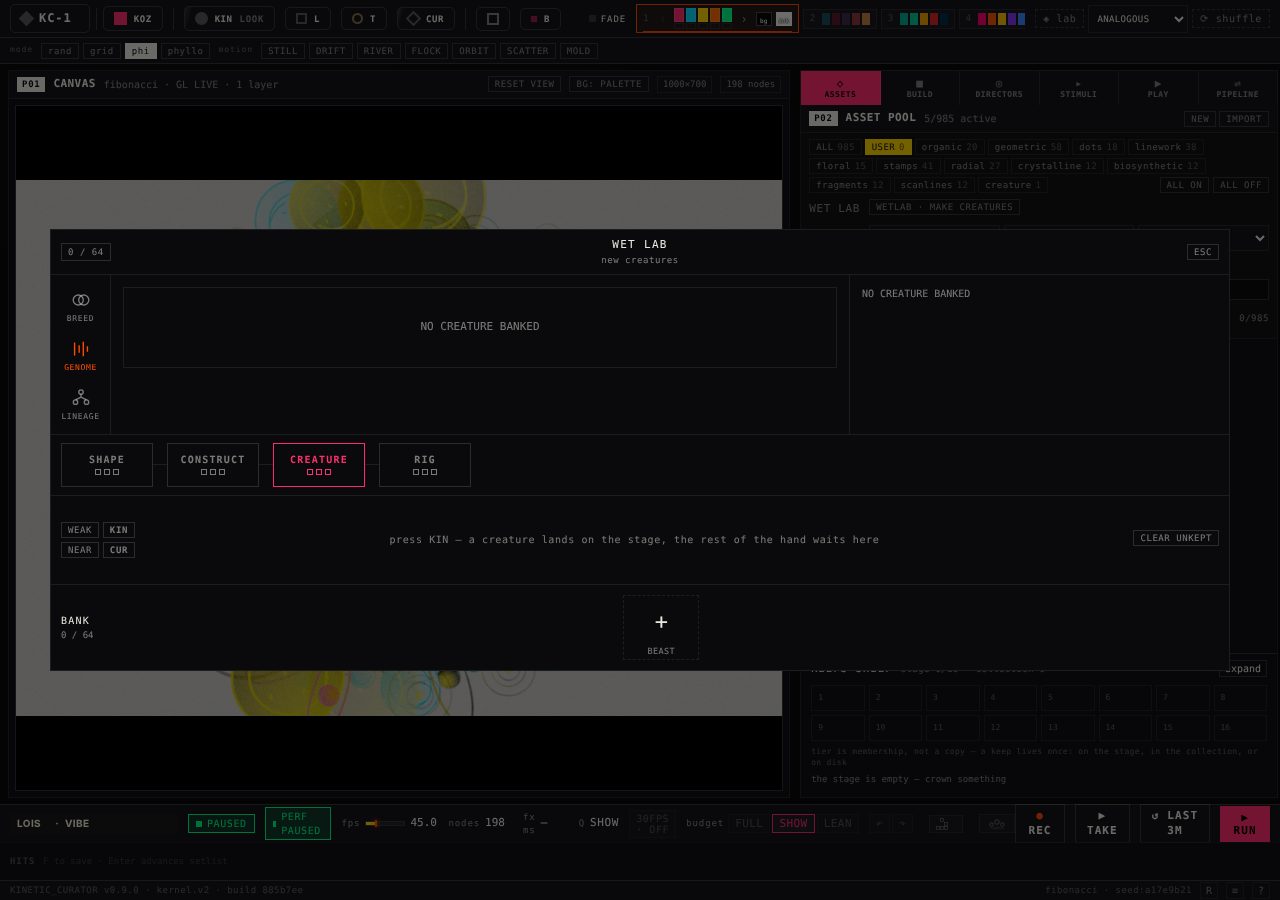 KC-1 KOZ KIN LOOK L T CUR B FADE 1 bg 2 3 4 lab ANALOGOUS shuffle
mode rand grid phi phyllo motion STILL DRIFT RIVER FLOCK ORBIT SCATTER MOLD
P01 CANVAS fibonacci · GL LIVE · 1 layer RESET VIEW BG: PALETTE 1000×700 198 nodes
ASSETS BUILD DIRECTORS STIMULI PLAY PIPELINE
P02 ASSET POOL 5/985 active NEW IMPORT
ALL 985 USER 0 organic 20 geometric 58 dots 18 linework 38
floral 15 stamps 41 radial 27 crystalline 12 biosynthetic 12
fragments 12 scanlines 12 creature 1 ALL ON ALL OFF
WET LAB WETLAB · MAKE CREATURES
0/985
0 / 64 WET LAB ESC
new creatures
BREED
GENOME
LINEAGE
NO CREATURE BANKED
NO CREATURE BANKED
SHAPE CONSTRUCT CREATURE RIG
WEAK KIN
NEAR CUR
press KIN — a creature lands on the stage, the rest of the hand waits here
CLEAR UNKEPT
BANK
0 / 64
+
BEAST
Expand
1 2 3 4 5 6 7 8
9 10 11 12 13 14 15 16
tier is membership, not a copy — a keep lives once: on the stage, in the collection, or
on disk
the stage is empty — crown something
LOIS · VIBE PAUSED PERF PAUSED fps 45.0 nodes 198 fx ms — Q SHOW 30FPS · OFF budget FULL SHOW LEAN REC TAKE LAST 3M RUN
HITS F to save · Enter advances setlist
KINETIC_CURATOR v0.9.0 · kernel.v2 · build 885b7ee fibonacci · seed:a17e9b21 R ≡ ?